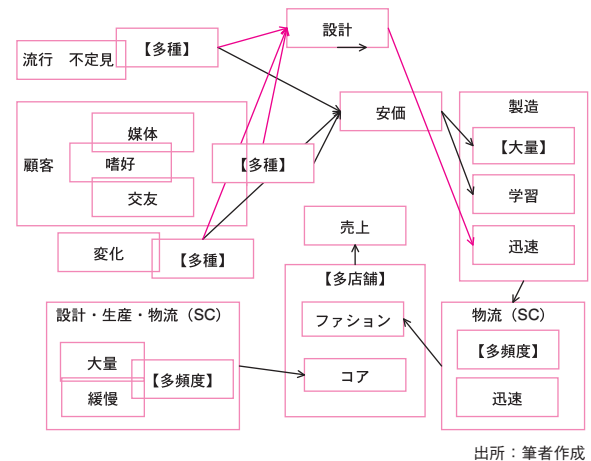 設計
流行　不定見
【多種】
安価
製造
【大量】
学習
迅速
顧客
媒体
嗜好
交友
【多種】
変化
【多種】
売上
【多店舗】
ファション
コア
設計・生産・物流（SC）
大量
緩慢
【多頻度】
物流（SC）
【多頻度】
迅速
出所：筆者作成